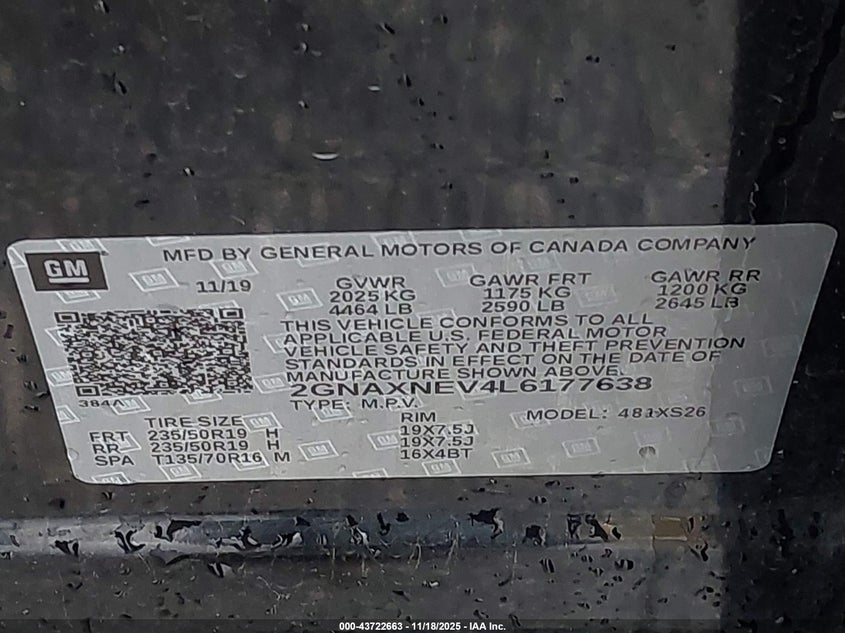 MFD BY GENERAL MOTORS OF CANADA COMPANY
GM
11/19 GVWR GAWR FRT GAWR RR
2025 KG 1175 KG 1200 KG
4464 LB 2590 LB 2645 LB
THIS VEHICLE CONFORMS TO ALL
APPLICABLE U.S. FEDERAL MOTOR
VEHICLE SAFETY AND THEFT PREVENTION
STANDARDS IN EFFECT ON THE DATE OF
MANUFACTURE SHOWN ABOVE.
2GNAXNEV4L6177638
384A
TYPE: M.P.V.
TIRE SIZE RIM MODEL: 481XS26
FRT 235/50R19 H 19X7.5J
RR 235/50R19 H 19X7.5J
SPA T135/70R16 M 16X4BT
000-43722663 - 11/18/2025 - IAA Inc.